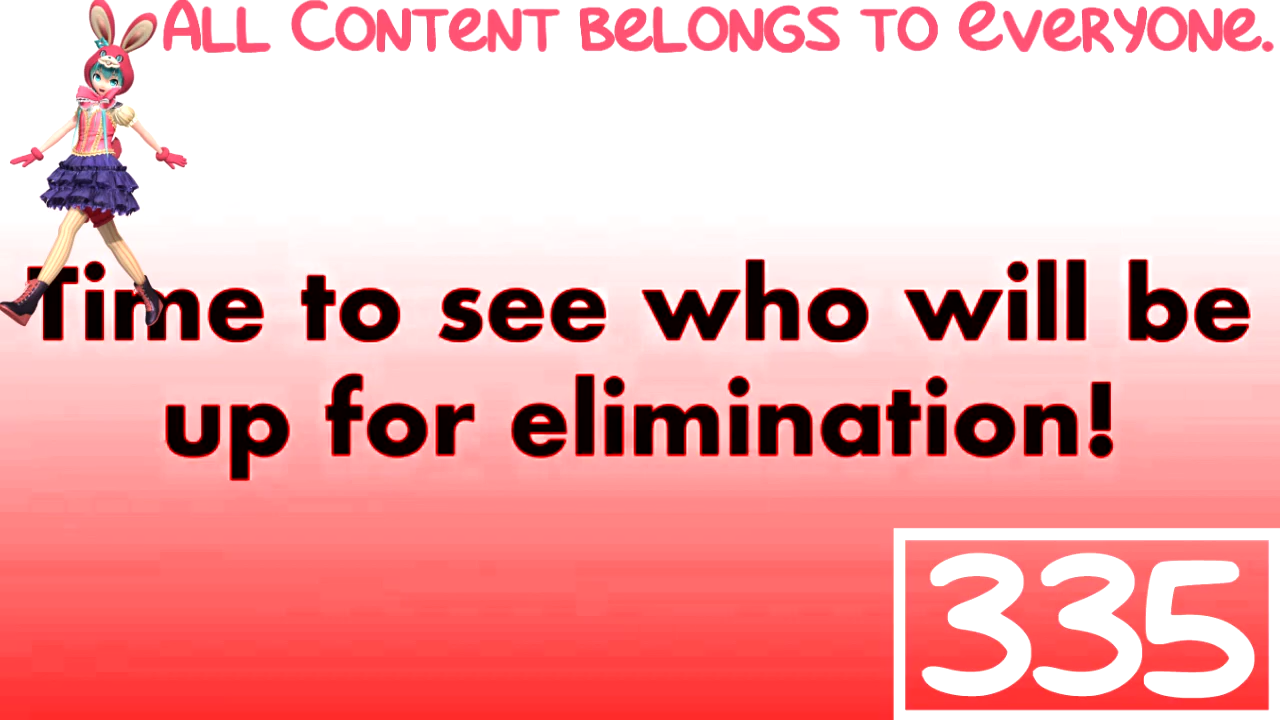 ALL CONTeNT BeLONGS TO eVeRYONe.
Time to see who will be
up for elimination!
335